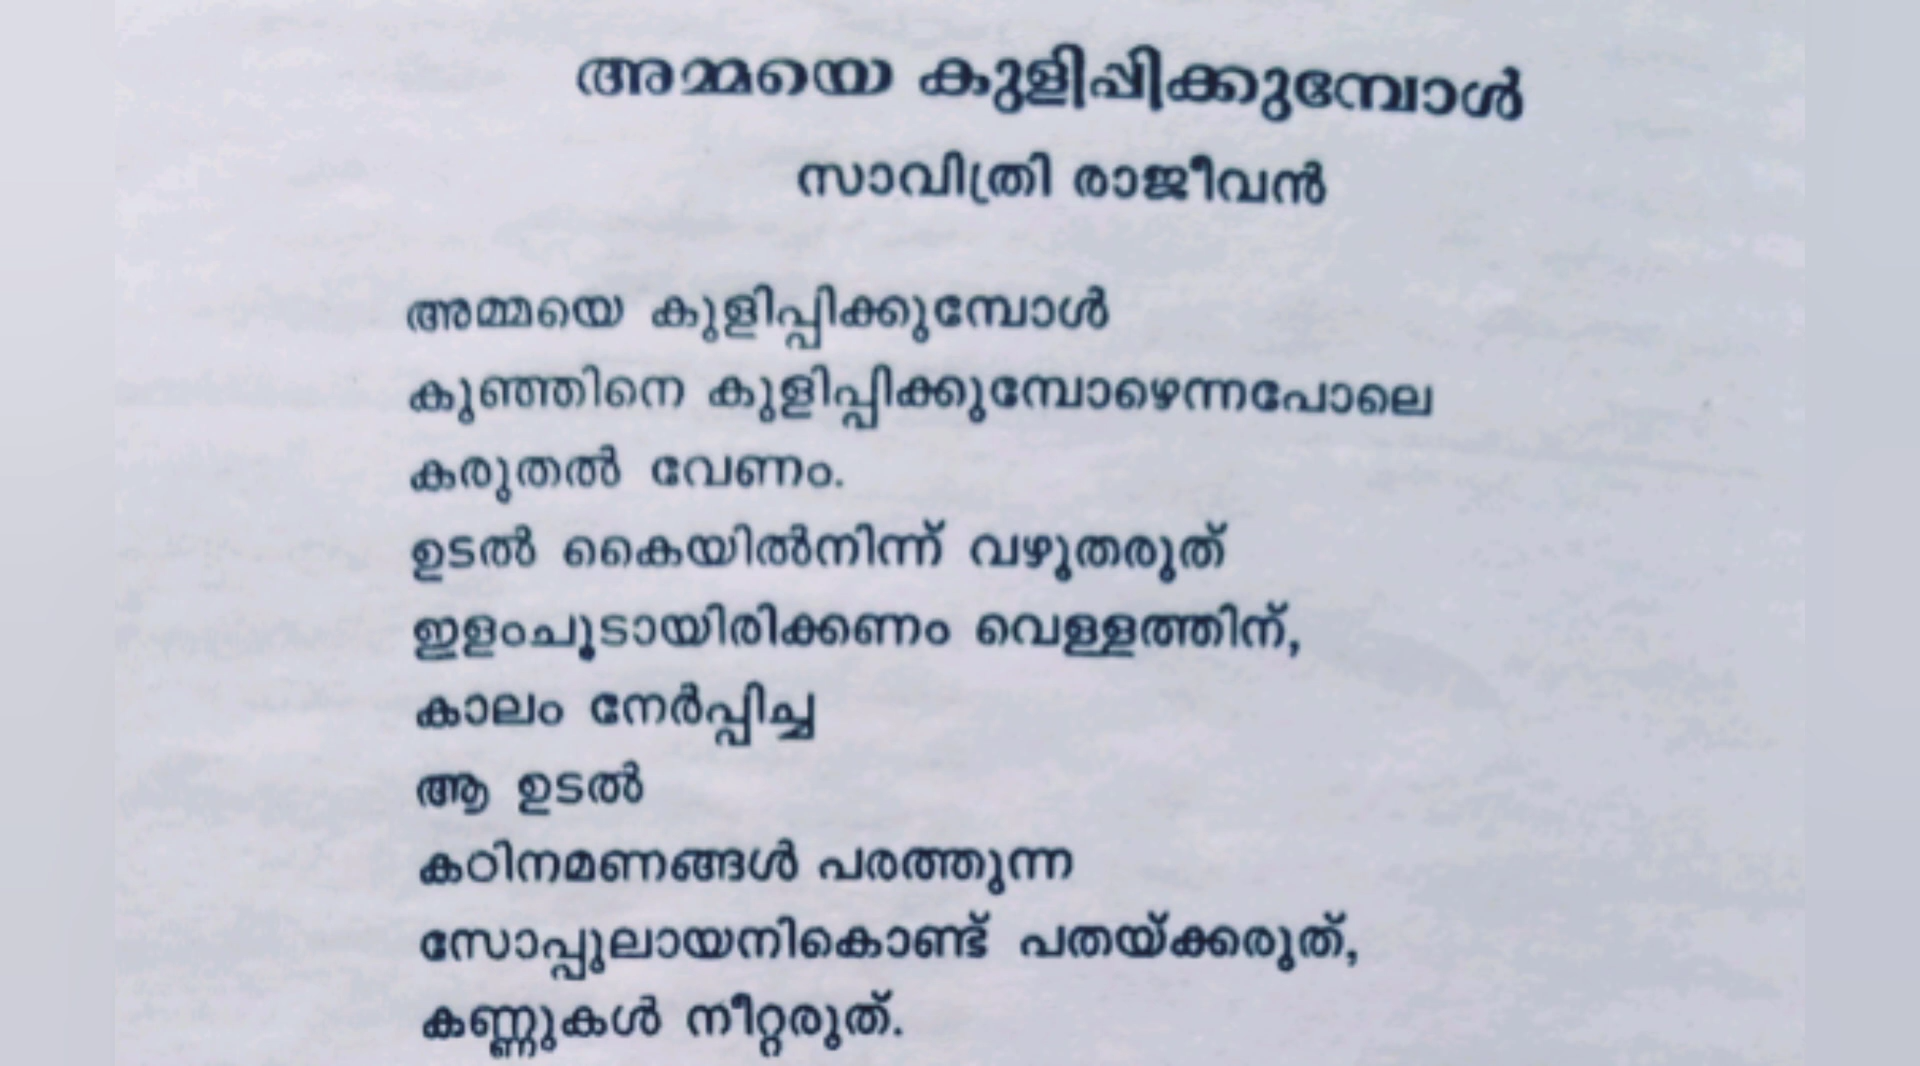 അമ്മയെ കുളിപ്പിക്കുമ്പോൾ
സാവിത്രി രാജീവൻ
അമ്മയെ കുളിപ്പിക്കുമ്പോൾ
കുഞ്ഞിനെ കുളിപ്പിക്കുമ്പോഴെന്നപോലെ
കരുതൽ വേണം.
ഉടൽ കൈയിൽനിന്ന് വഴുതരുത്
ഇളംചൂടായിരിക്കണം വെള്ളത്തിന്,
കാലം നേർപ്പിച്ച
ആ ഉടൽ
കഠിനമണങ്ങൾ പരത്തുന്ന
സോപ്പുലായനികൊണ്ട് പതയ്ക്കരുത്,
കണ്ണുകൾ നീറ്റരുത്.